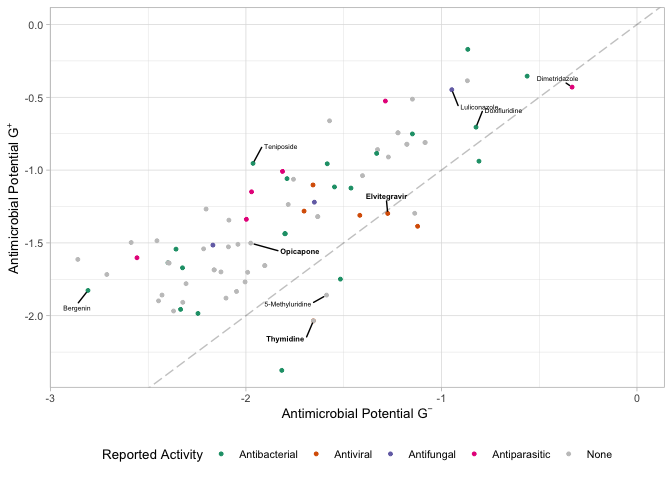 0.0
-0.5
-1.0
-1.5
-2.0
Antimicrobial Potential G+
Dimetridazole
Luliconazole
Doxifluridine
Teniposide
Elvitegravir
Opicapone
5-Methyluridine
Bergenin
Thymidine
-3
-2
-1
0
Antimicrobial Potential G−
Reported Activity
Antibacterial
Antiviral
Antifungal
Antiparasitic
None